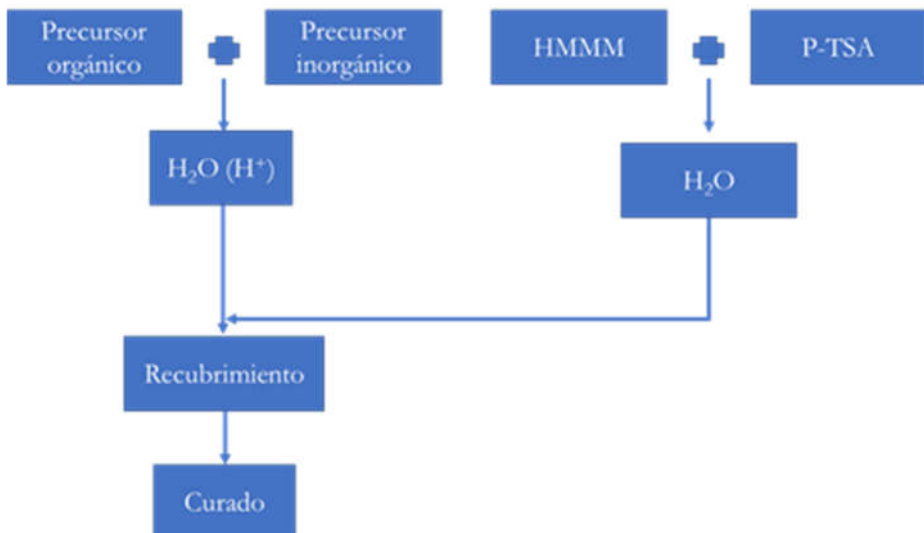 Precursor
orgánico
Precursor
inorgánico
HMMM
P-TSA
H₂O (H⁺)
H₂O
Recubrimiento
Curado